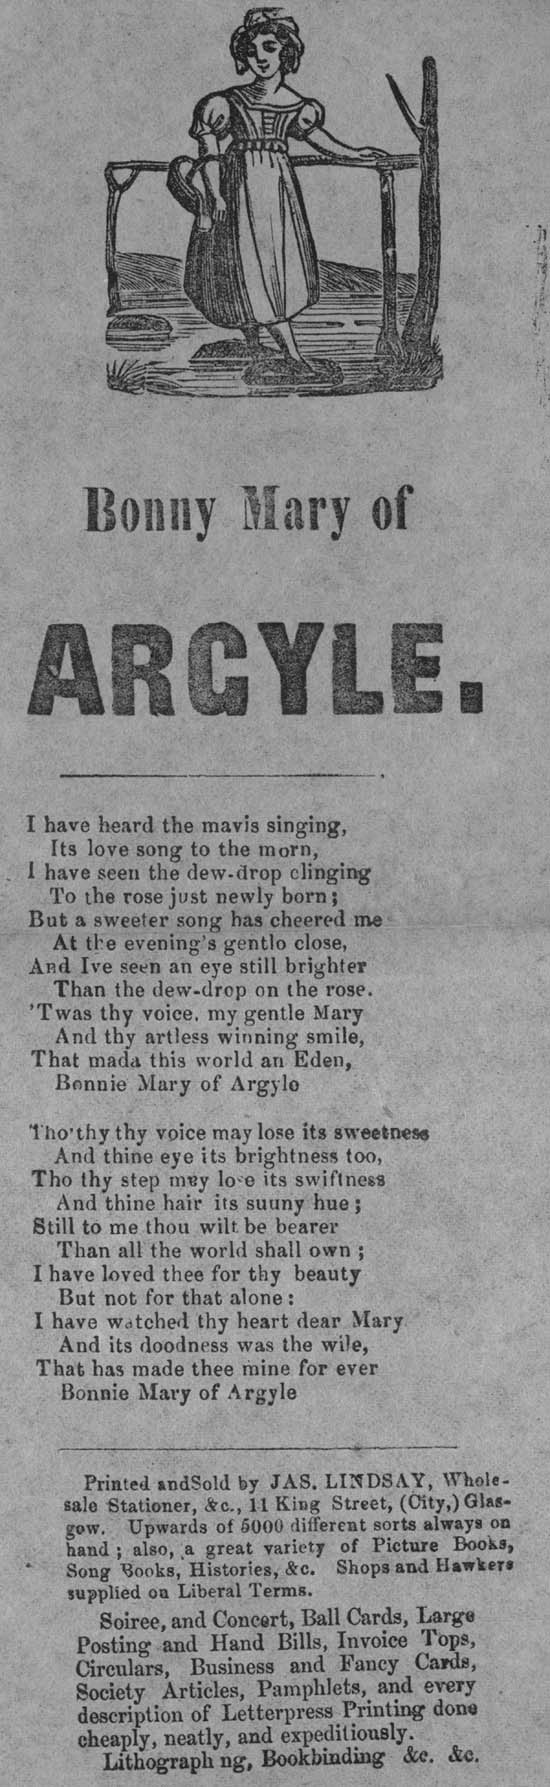 Bonny Mary of
ARGYLE.
I have heard the mavis singing,
Its love song to the morn,
I have seen the dew-drop clinging
To the rose just newly born;
But a sweeter song has cheered me
At the evening's gentlo close,
And Ive seen an eye still brighter
Than the dew-drop on the rose.
'Twas thy voice, my gentle Mary
And thy artless winning smile,
That mada this world an Eden,
Bonnie Mary of Argylo
Tho' thy thy voice may lose its sweetness
And thine eye its brightness too,
Tho thy step may lose its swiftness
And thine hair its suuny hue;
Still to me thou wilt be bearer
Than all the world shall own;
I have loved thee for thy beauty
But not for that alone:
I have watched thy heart dear Mary
And its doodness was the wile,
That has made thee mine for ever
Bonnie Mary of Argyle
Printed andSold by JAS. LINDSAY, Whole-
sale Stationer, &c., 11 King Street, (City,) Glas-
gow. Upwards of 5000 different sorts always on
hand; also, a great variety of Picture Books,
Song Books, Histories, &c. Shops and Hawkers
supplied on Liberal Terms.
Soiree, and Concert, Ball Cards, Large
Posting and Hand Bills, Invoice Tops,
Circulars, Business and Fancy Cards,
Society Articles, Pamphlets, and every
description of Letterpress Printing done
cheaply, neatly, and expeditiously.
Lithograph ng, Bookbinding &c. &c.